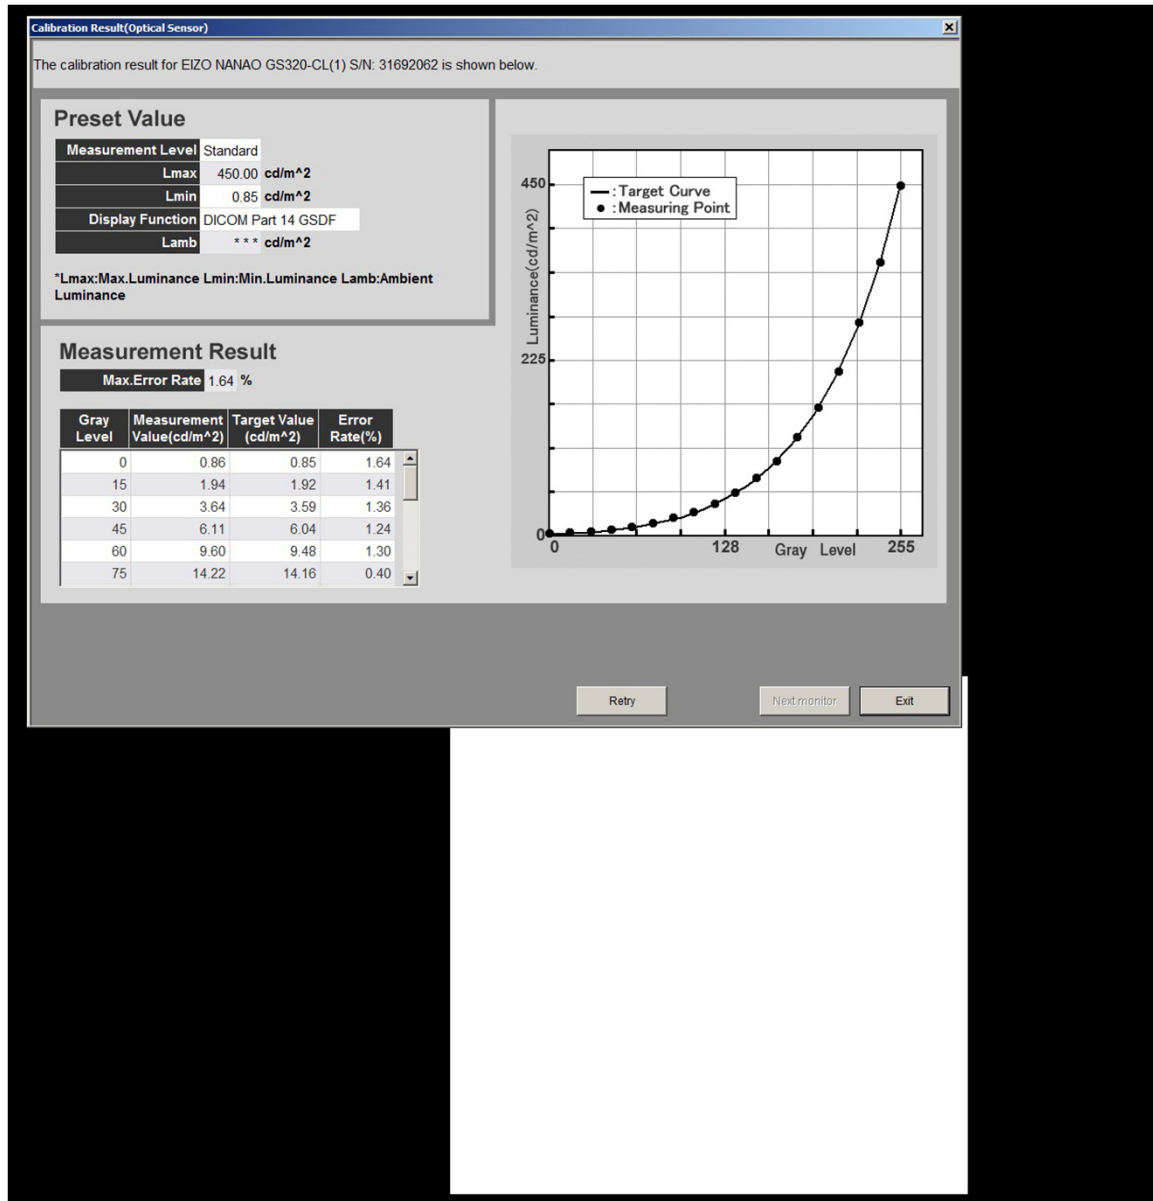 Calibration Result(Optical Sensor)
The calibration result for EIZO NANAO GS320-CL(1) S/N: 31692062 is shown below.
Preset Value
Measurement Level Standard
Lmax 450.00 cd/m^2
Lmin 0.85 cd/m^2
Display Function DICOM Part 14 GSDF
Lamb * * * cd/m^2
*Lmax:Max.Luminance Lmin:Min.Luminance Lamb:Ambient
Luminance
Measurement Result
Max.Error Rate 1.64 %
Gray Level Measurement Value(cd/m^2) Target Value (cd/m^2) Error Rate(%)
0 0.86 0.85 1.64
15 1.94 1.92 1.41
30 3.64 3.59 1.36
45 6.11 6.04 1.24
60 9.60 9.48 1.30
75 14.22 14.16 0.40
Luminance(cd/m^2)
450
225
0
: Target Curve
: Measuring Point
0 128 Gray Level 255
Retry
Next monitor
Exit